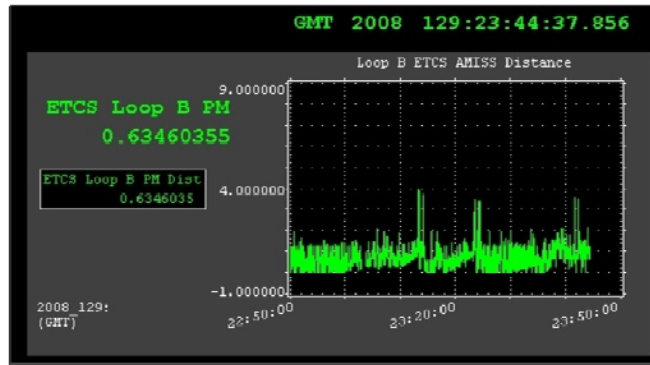 GMT 2008 129:23:44:37.856
Loop B ETCS AMISS Distance
9.000000
ETCS Loop B PM
0.63460355
ETCS Loop B PM Dist
0.6346035
4.000000
-1.000000
2008_129:
(GMT)
22:50:00
23:20:00
23:50:00